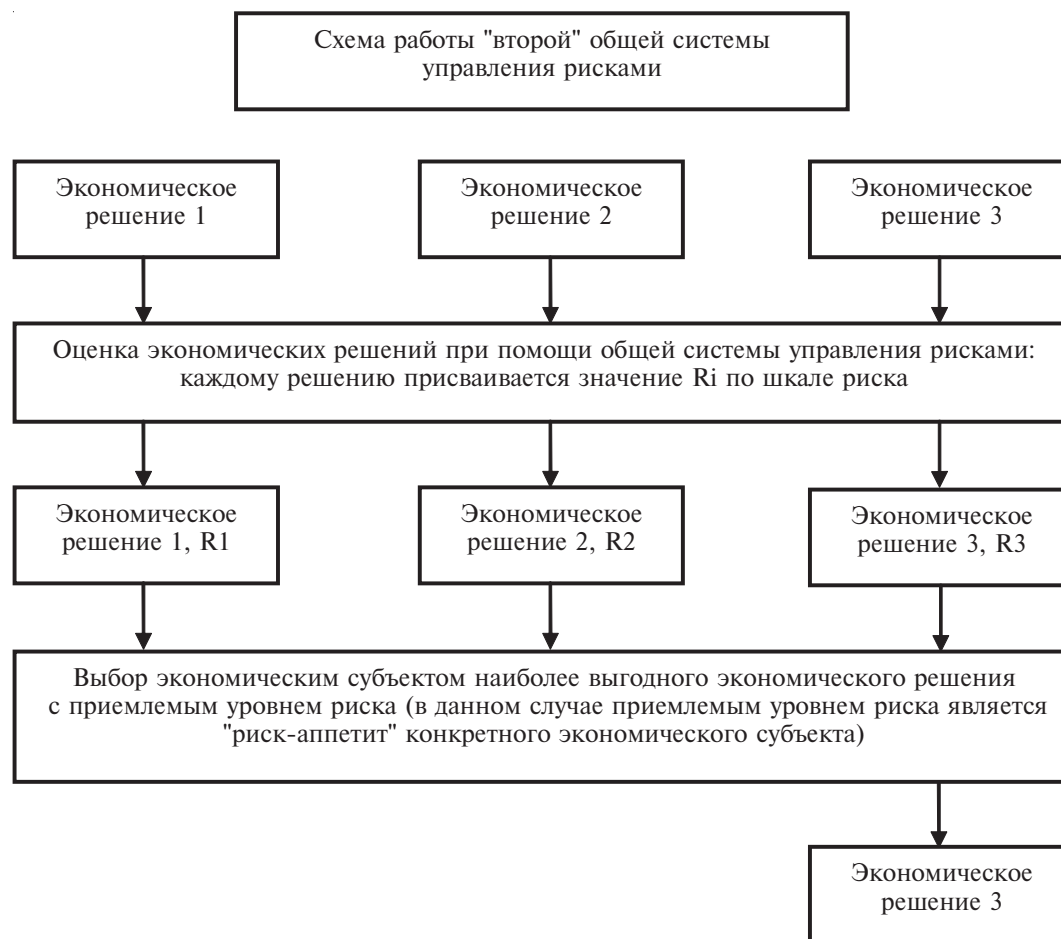 Схема работы "второй" общей системы
управления рисками
Экономическое
решение 1
Экономическое
решение 2
Экономическое
решение 3
Оценка экономических решений при помощи общей системы управления рисками:
каждому решению присваивается значение Ri по шкале риска
Экономическое
решение 1, R1
Экономическое
решение 2, R2
Экономическое
решение 3, R3
Выбор экономическим субъектом наиболее выгодного экономического решения
с приемлемым уровнем риска (в данном случае приемлемым уровнем риска является
"риск-аппетит" конкретного экономического субъекта)
Экономическое
решение 3